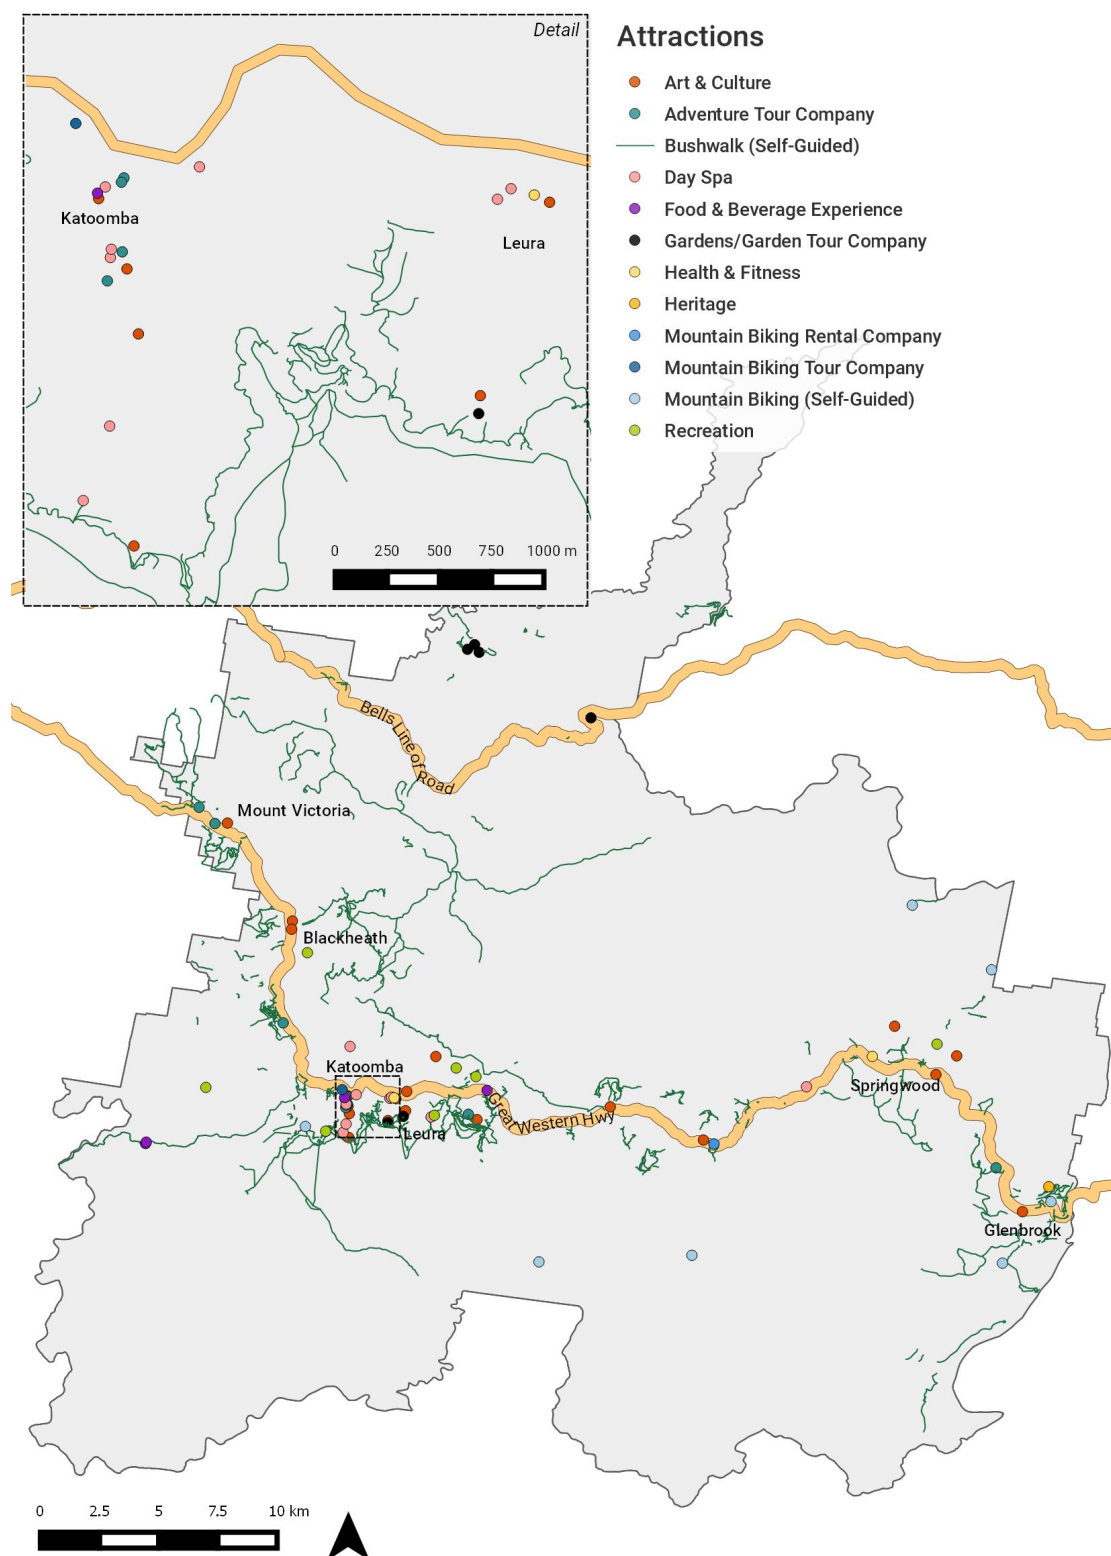 Detail
Katoomba
Leura
0 250 500 750 1000 m
Attractions
Art & Culture
Adventure Tour Company
Bushwalk (Self-Guided)
Day Spa
Food & Beverage Experience
Gardens/Garden Tour Company
Health & Fitness
Heritage
Mountain Biking Rental Company
Mountain Biking Tour Company
Mountain Biking (Self-Guided)
Recreation
Bells Line of Road
Mount Victoria
Blackheath
Katoomba
Leura
Great Western Hwy
Springwood
Glenbrook
0 2.5 5 7.5 10 km